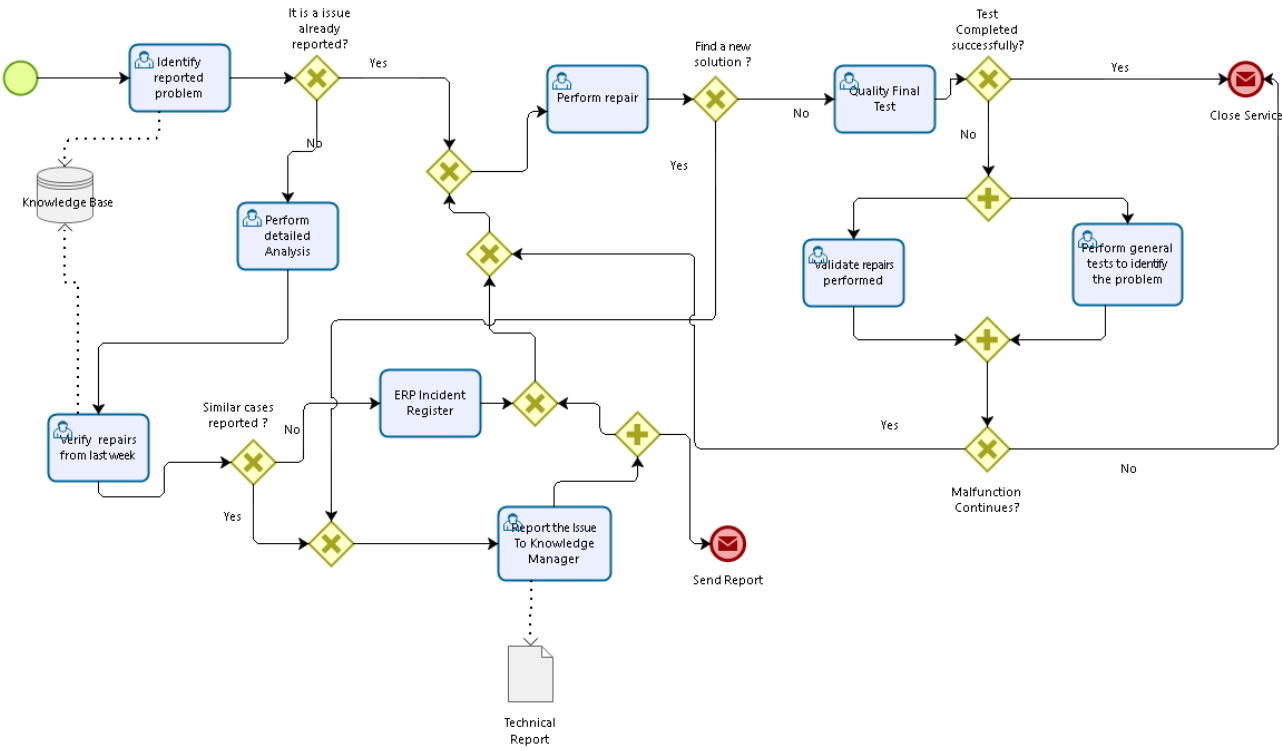 It is a issue
already
reported?
Identify
reported
problem
Yes
No
Knowledge Base
Perform
detailed
Analysis
Find a new
solution ?
Perform repair
No
Yes
Quality Final
Test
Test
Completed
successfully?
Yes
No
Close Service
Validate repairs
performed
Perform general
tests to identify
the problem
Yes
No
Malfunction
Continues?
Verify repairs
from last week
Similar cases
reported ?
No
Yes
ERP Incident
Register
Report the Issue
To Knowledge
Manager
Send Report
Technical
Report